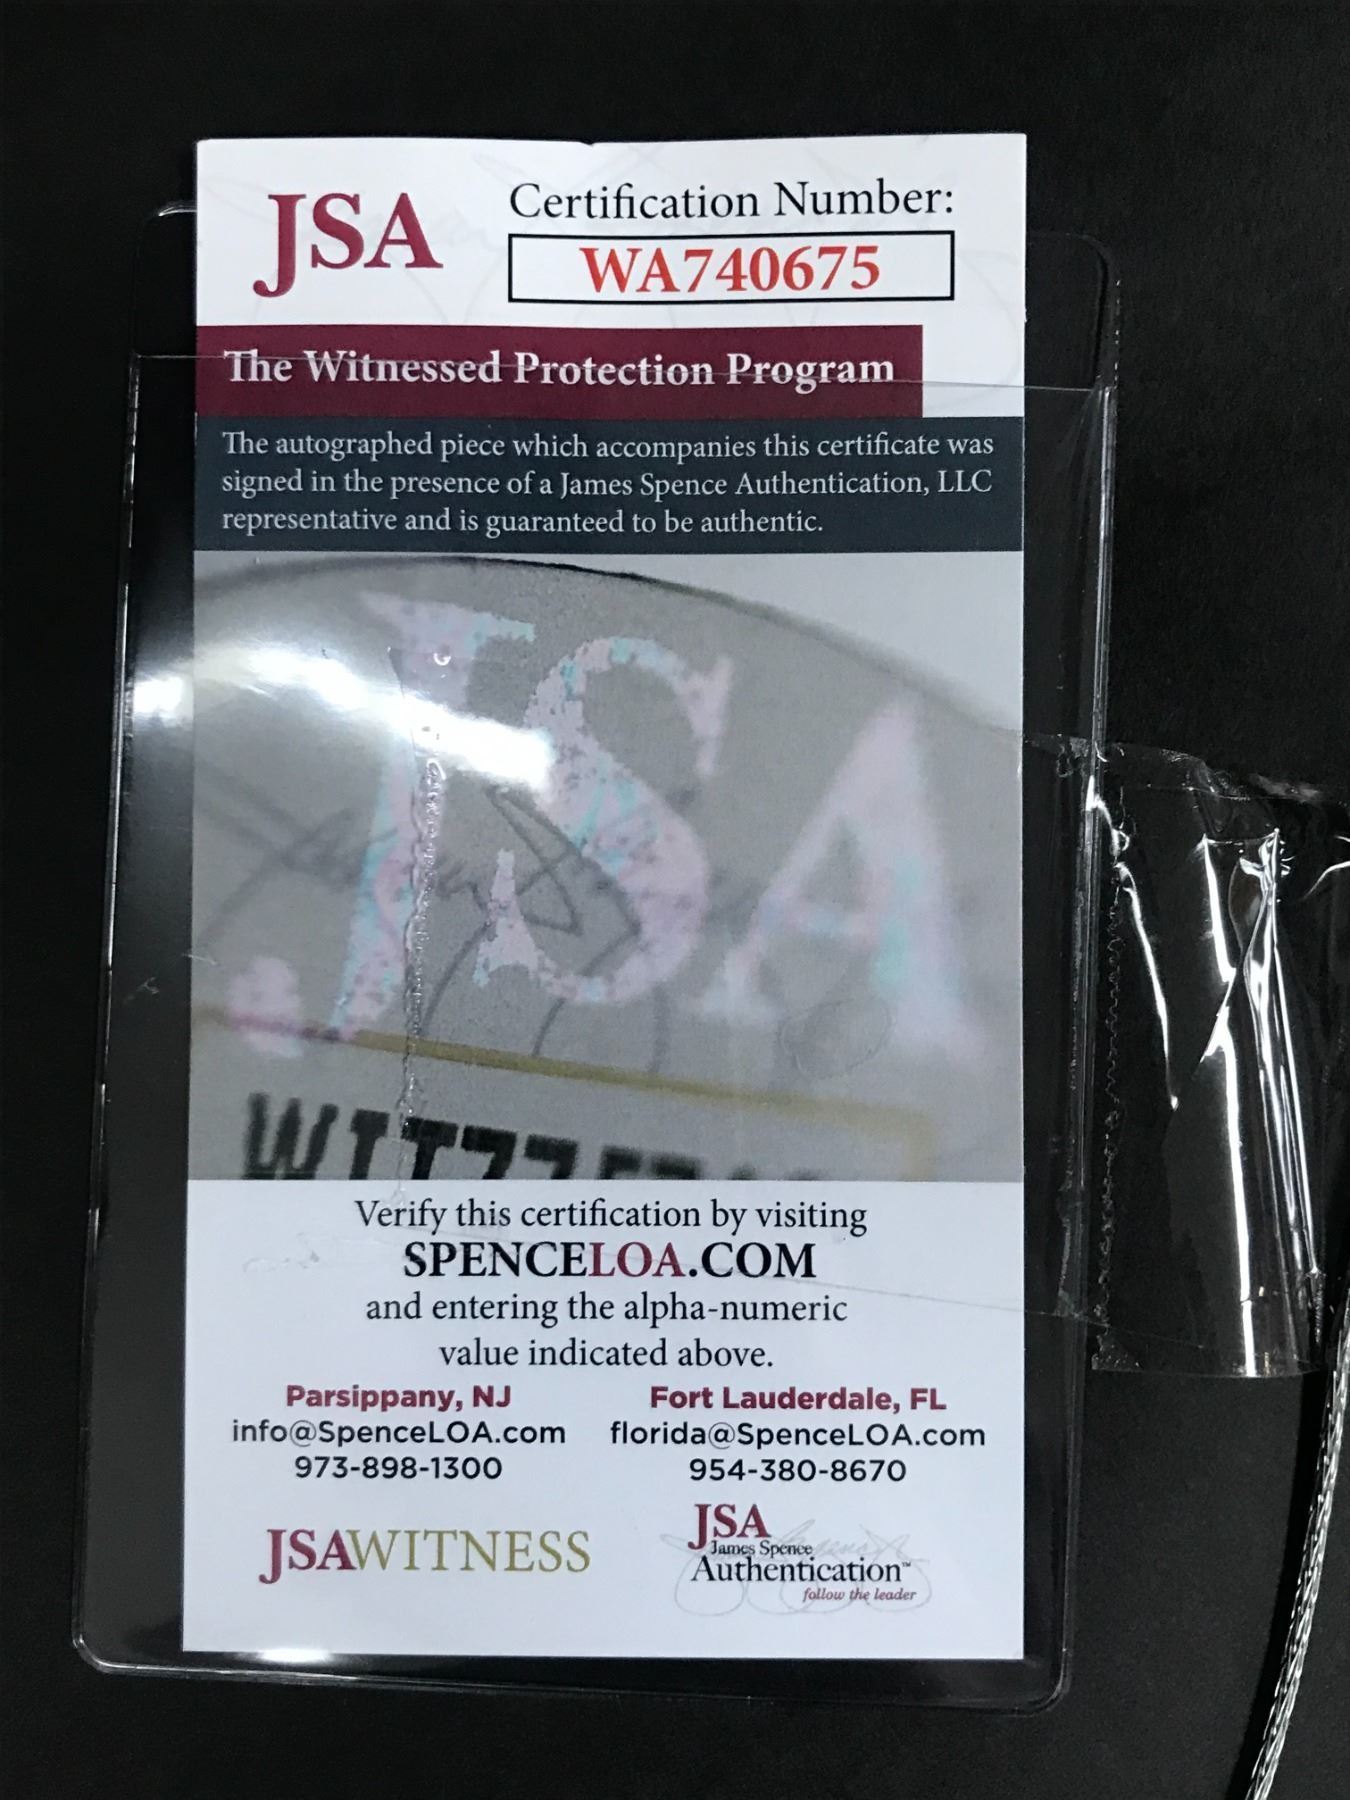 JSA
Certification Number:
WA740675
The Witnessed Protection Program
The autographed piece which accompanies this certificate was
signed in the presence of a James Spence Authentication, LLC
representative and is guaranteed to be authentic.
JSA
Verify this certification by visiting
SPENCELOA.COM
and entering the alpha-numeric
value indicated above.
Parsippany, NJ
info@SpenceLOA.com
973-898-1300
Fort Lauderdale, FL
florida@SpenceLOA.com
954-380-8670
JSAWITNESS
JSA
James Spence
Authentication™
follow the leader